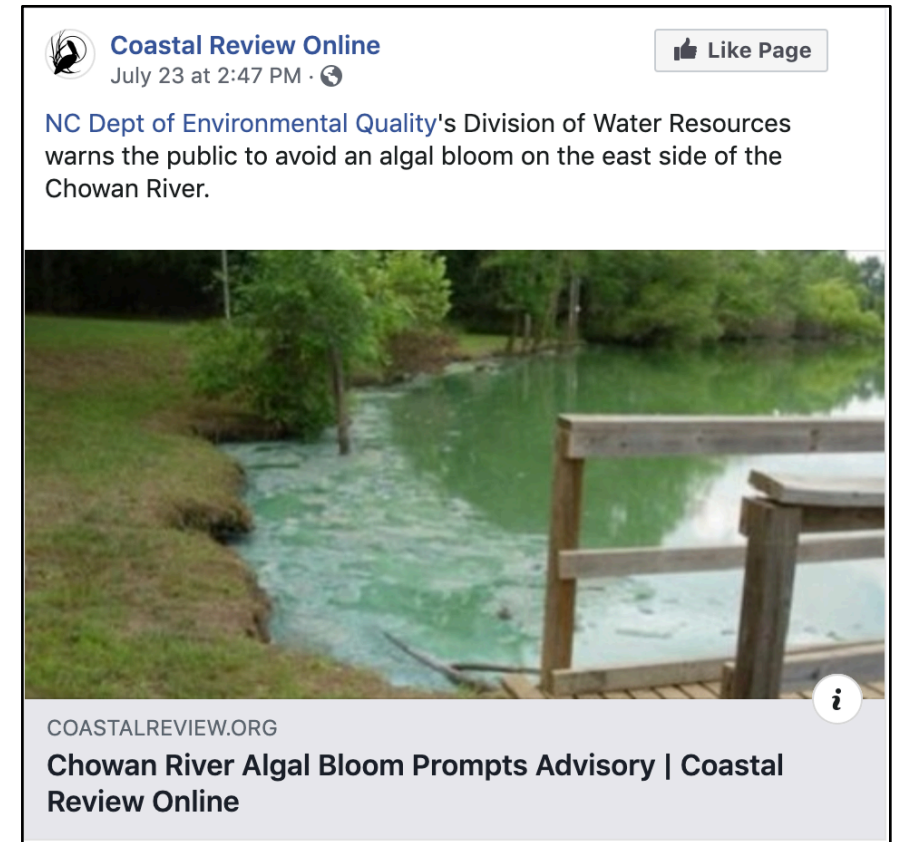 Coastal Review Online
Like Page
July 23 at 2:47 PM ·
NC Dept of Environmental Quality's Division of Water Resources
warns the public to avoid an algal bloom on the east side of the
Chowan River.
i
COASTALREVIEW.ORG
Chowan River Algal Bloom Prompts Advisory | Coastal
Review Online